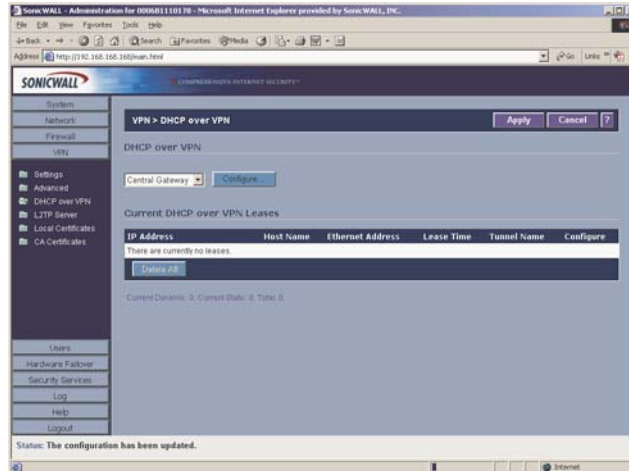 SonicWALL - Administration for 000601110178 - Microsoft Internet Explorer provided by SonicWALL, INC.
File Edit View Favorites Tools Help
Back Search Favorites Media
Address http://192.168.168.168/main.html Go Links
SONICWALL COMPREHENSIVE INTERNET SECURITY™
System
Network
Firewall
VPN
Settings
Advanced
DHCP over VPN
L2TP Server
Local Certificates
CA Certificates
Users
Hardware Failover
Security Services
Log
Help
Logout
VPN > DHCP over VPN Apply Cancel ?
DHCP over VPN
Central Gateway Configure...
Current DHCP over VPN Leases
IP Address Host Name Ethernet Address Lease Time Tunnel Name Configure
There are currently no leases.
Delete All
Current Dynamic: 0, Current Static: 0, Total: 0
Status: The configuration has been updated.
Internet